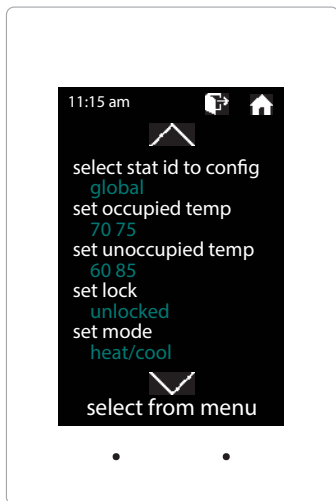 11:15 am
select stat id to config
global
set occupied temp
70 75
set unoccupied temp
60 85
set lock
unlocked
set mode
heat/cool
select from menu